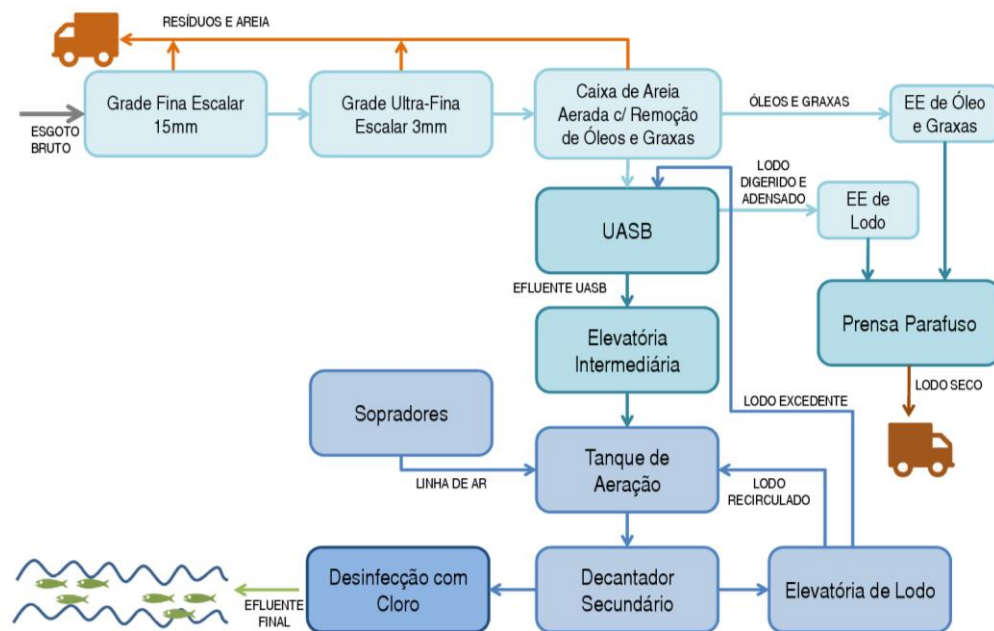 RESÍDUOS E AREIA
ESGOTO
BRUTO
Grade Fina Escalar
15mm
Grade Ultra-Fina
Escalar 3mm
Caixa de Areia
Aerada c/ Remoção
de Óleos e Graxas
ÓLEOS E GRAXAS
EE de Óleo
e Graxas
LODO
DIGERIDO E
ADENSADO
EE de
Lodo
UASB
EFLUENTE UASB
Prensa Parafuso
Elevatória
Intermediária
LODO SECO
Sopradores
LODO EXCEDENTE
LINHA DE AR
Tanque de
Aeração
LODO
RECIRCULADO
Desinfecção com
Cloro
Decantador
Secundário
Elevatória de Lodo
EFLUENTE
FINAL